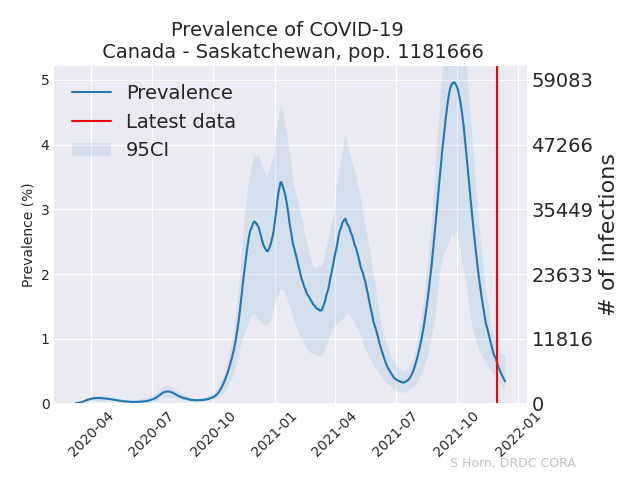 Prevalence of COVID-19
Canada - Saskatchewan, pop. 1181666
Prevalence
Latest data
95CI
Prevalence (%)
5
4
3
2
1
0
59083
47266
35449
23633
11816
0
# of infections
2020-04
2020-07
2020-10
2021-01
2021-04
2021-07
2021-10
2022-01
S Horn, DRDC CORA